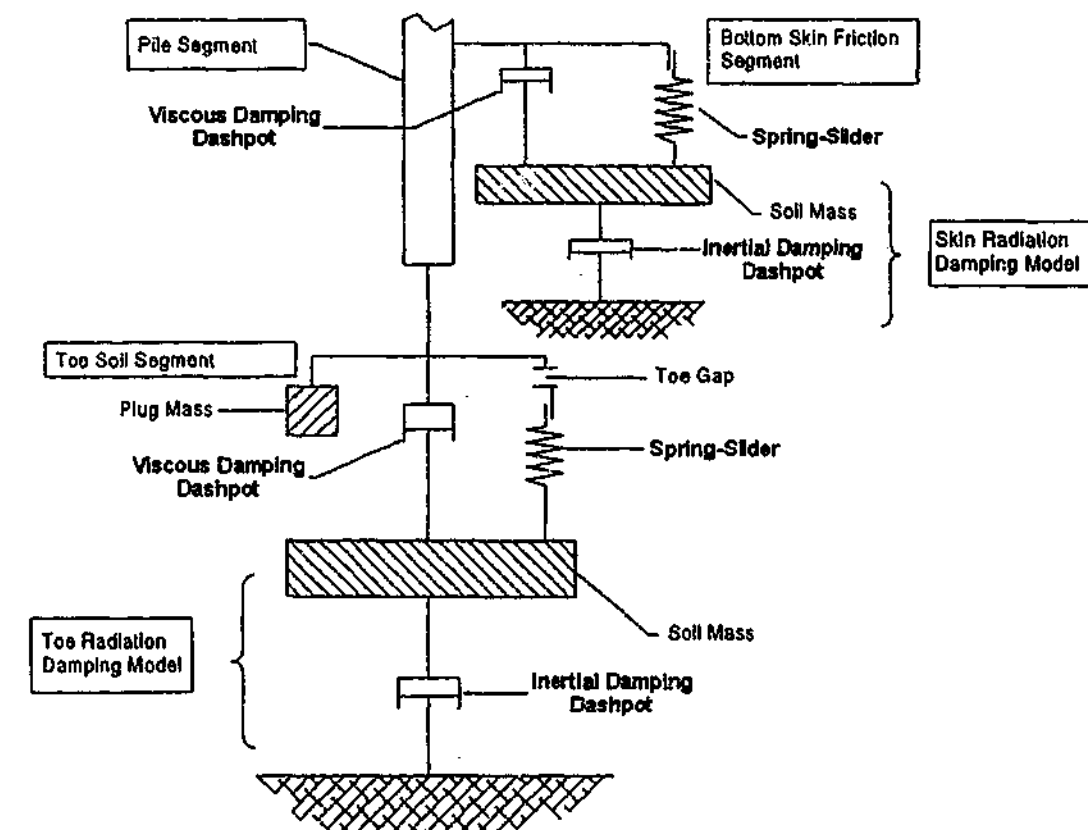 Pile Segment
Bottom Skin Friction
Segment
Viscous Damping
Dashpot
Spring-Slider
Soil Mass
Inertial Damping
Dashpot
Skin Radiation
Damping Model
Toe Soil Segment
Toe Gap
Plug Mass
Spring-Slider
Viscous Damping
Dashpot
Soil Mass
Toe Radiation
Damping Model
Inertial Damping
Dashpot